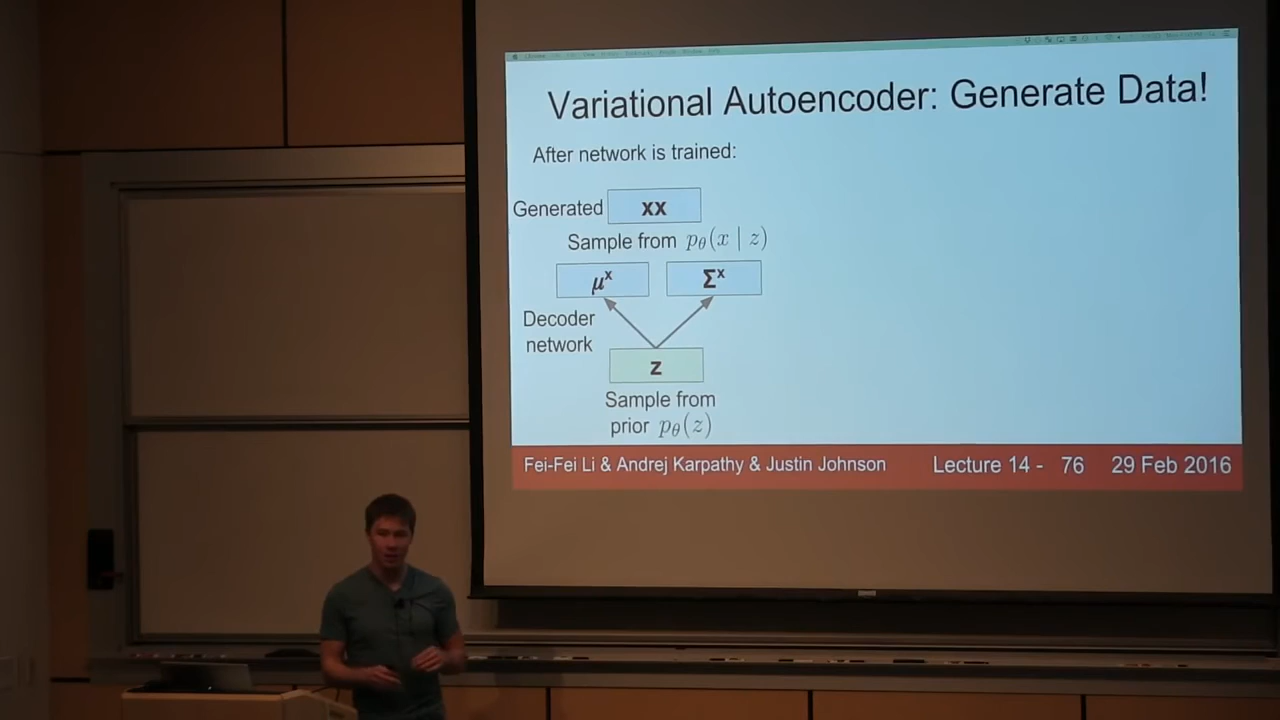 Variational Autoencoder: Generate Data!
After network is trained:
Generated xx
Sample from pθ(x | z)
μx Σx
Decoder
network
z
Sample from
prior pθ(z)
Fei-Fei Li & Andrej Karpathy & Justin Johnson Lecture 14 - 76 29 Feb 2016